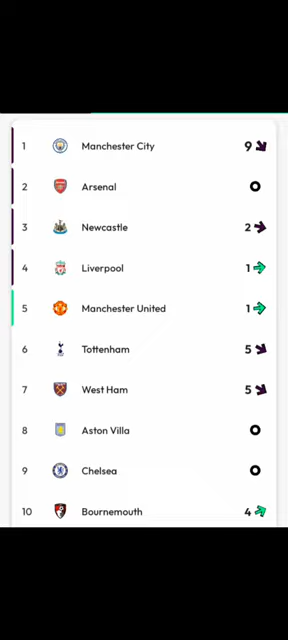 1 Manchester City 9
2 Arsenal
3 Newcastle 2
4 Liverpool 1
5 Manchester United 1
6 Tottenham 5
7 West Ham 5
8 Aston Villa
9 Chelsea
10 Bournemouth 4